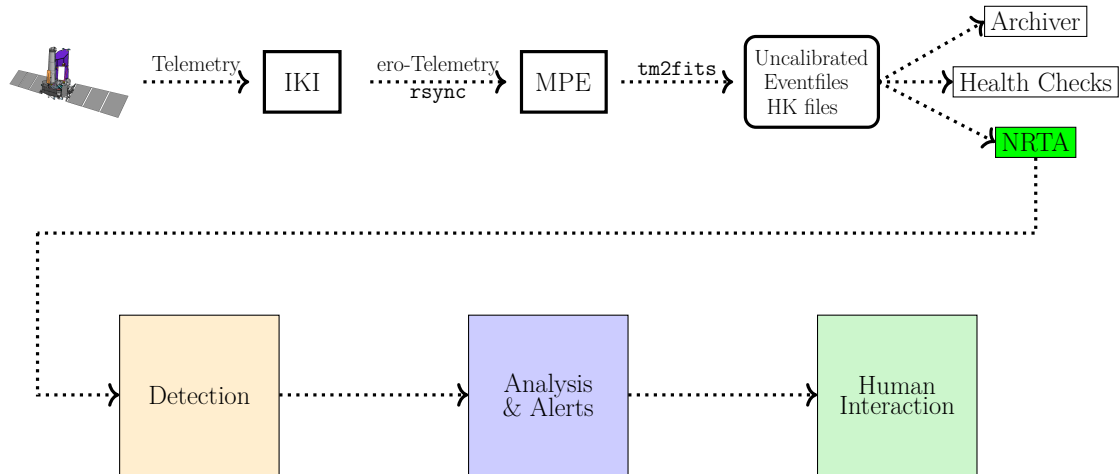 Telemetry
IKI
ero-Telemetry
rsync
MPE
tm2fits
Uncalibrated
Eventfiles
HK files
Archiver
Health Checks
NRTA
Detection
Analysis
& Alerts
Human
Interaction